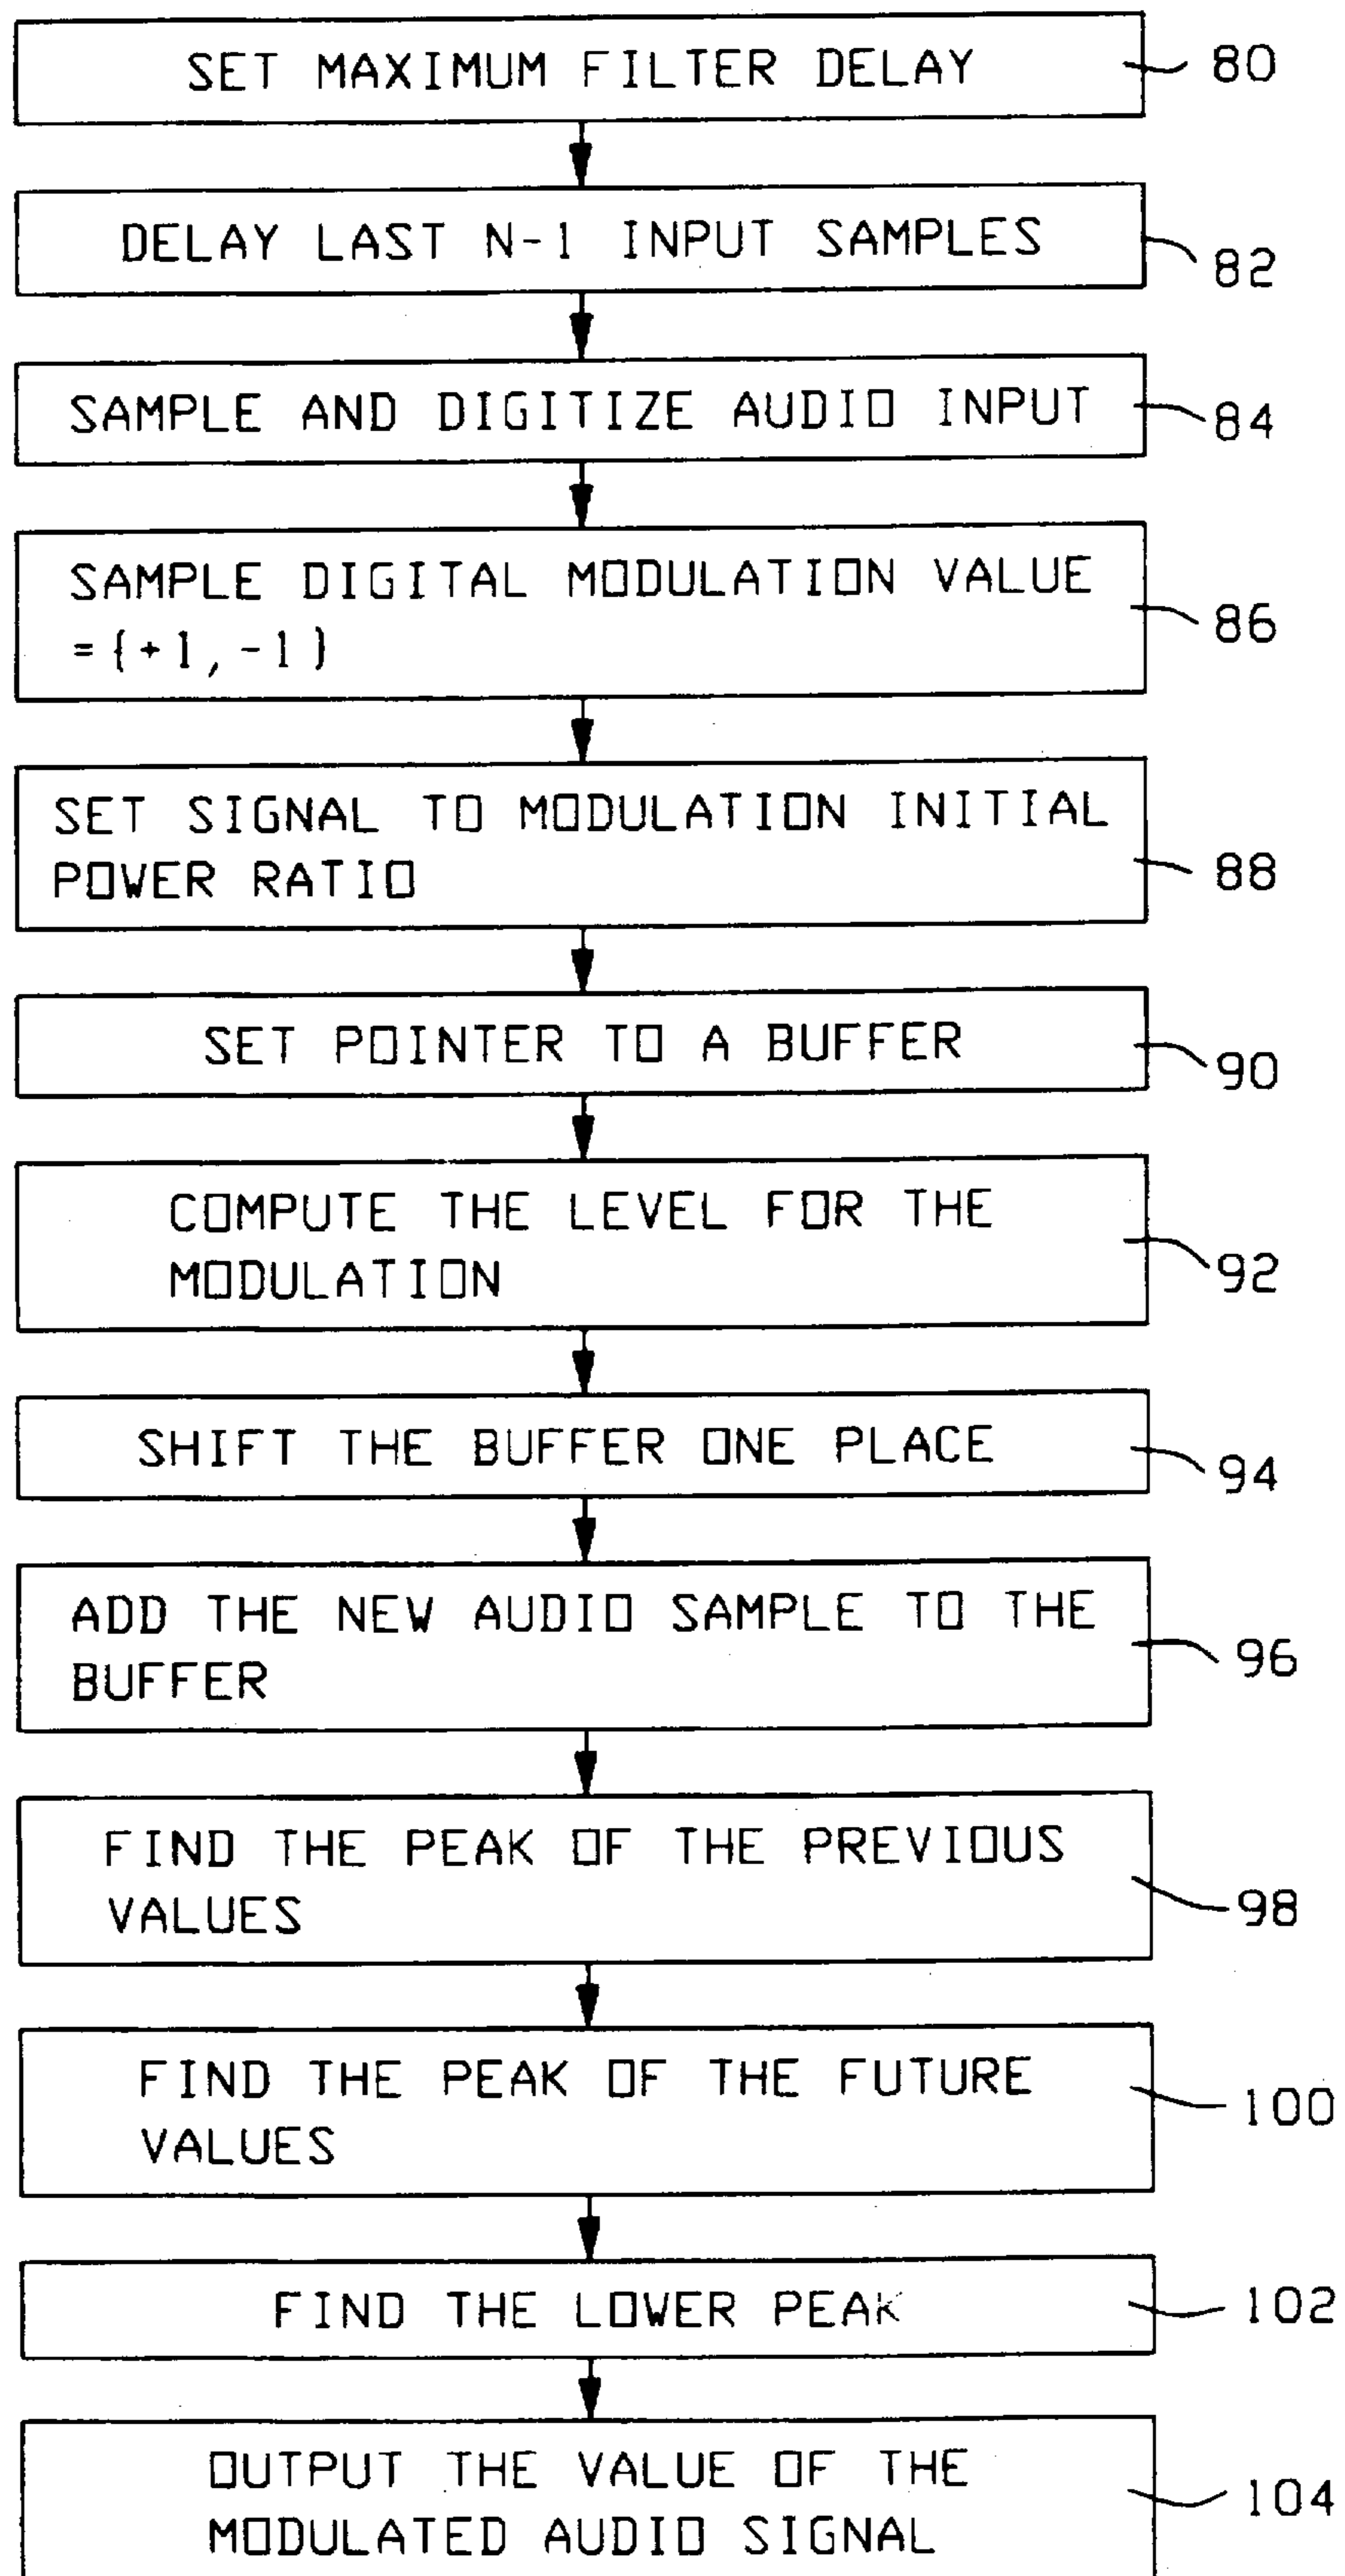 SET MAXIMUM FILTER DELAY 80
DELAY LAST N-1 INPUT SAMPLES 82
SAMPLE AND DIGITIZE AUDIO INPUT 84
SAMPLE DIGITAL MODULATION VALUE
={+1,-1} 86
SET SIGNAL TO MODULATION INITIAL
POWER RATIO 88
SET POINTER TO A BUFFER 90
COMPUTE THE LEVEL FOR THE
MODULATION 92
SHIFT THE BUFFER ONE PLACE 94
ADD THE NEW AUDIO SAMPLE TO THE
BUFFER 96
FIND THE PEAK OF THE PREVIOUS
VALUES 98
FIND THE PEAK OF THE FUTURE
VALUES 100
FIND THE LOWER PEAK 102
OUTPUT THE VALUE OF THE
MODULATED AUDIO SIGNAL 104